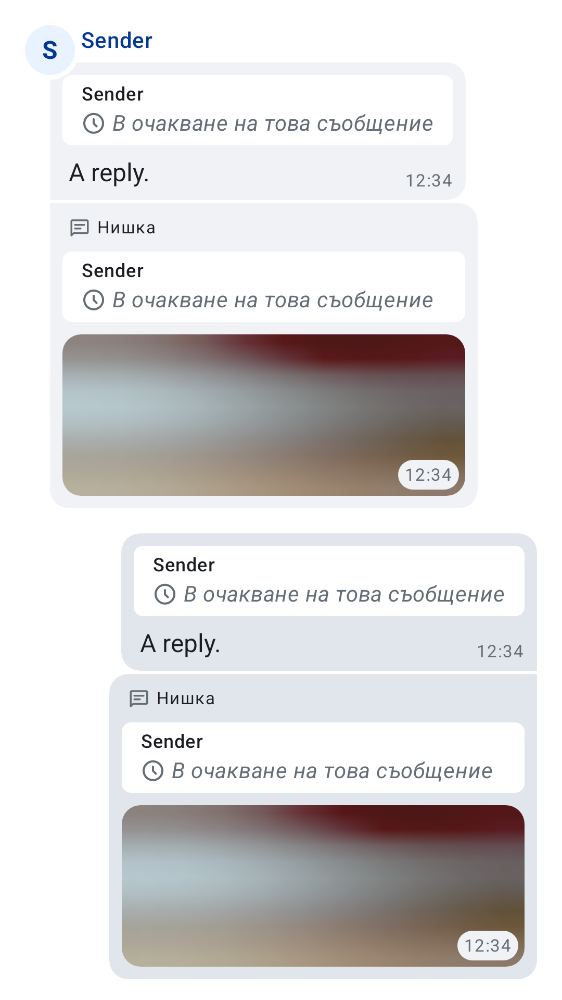 S
Sender
Sender
В очакване на това съобщение
A reply.
12:34
Нишка
Sender
В очакване на това съобщение
12:34
Sender
В очакване на това съобщение
A reply.
12:34
Нишка
Sender
В очакване на това съобщение
12:34